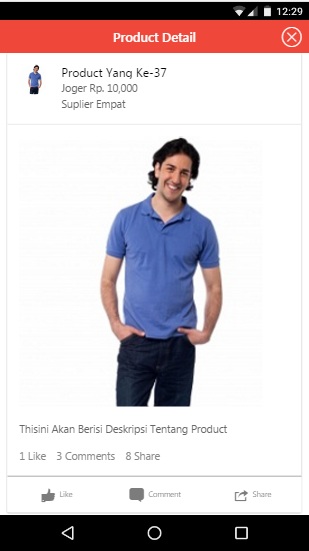 12:29
Product Detail
Product Yang Ke-37
Joger Rp. 10,000
Suplier Empat
Thisini Akan Berisi Deskripsi Tentang Product
1 Like 3 Comments 8 Share
Like Comment Share